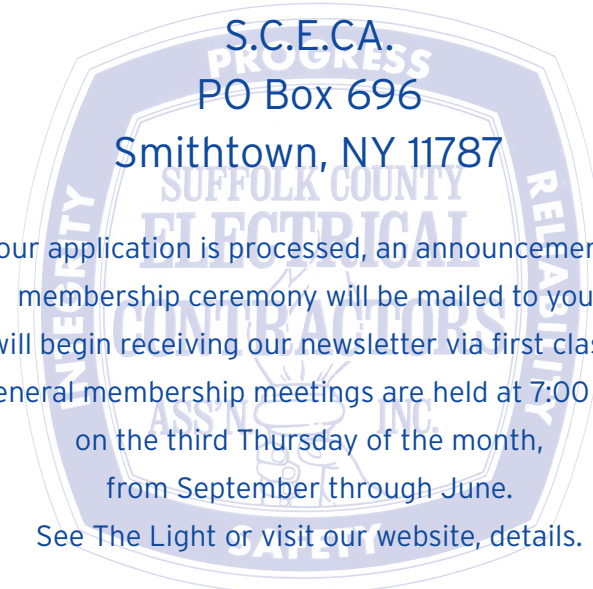 S.C.E.CA.
PROGRESS
PO Box 696
Smithtown, NY 11787
SUFFOLK COUNTY
ELECTRICAL
CONTRACTORS
ASS'N INC.
INTEGRITY
RELIABILITY
SAFETY
our application is processed, an announcemen
membership ceremony will be mailed to you
will begin receiving our newsletter via first clas
eneral membership meetings are held at 7:00
on the third Thursday of the month,
from September through June.
See The Light or visit our website, details.